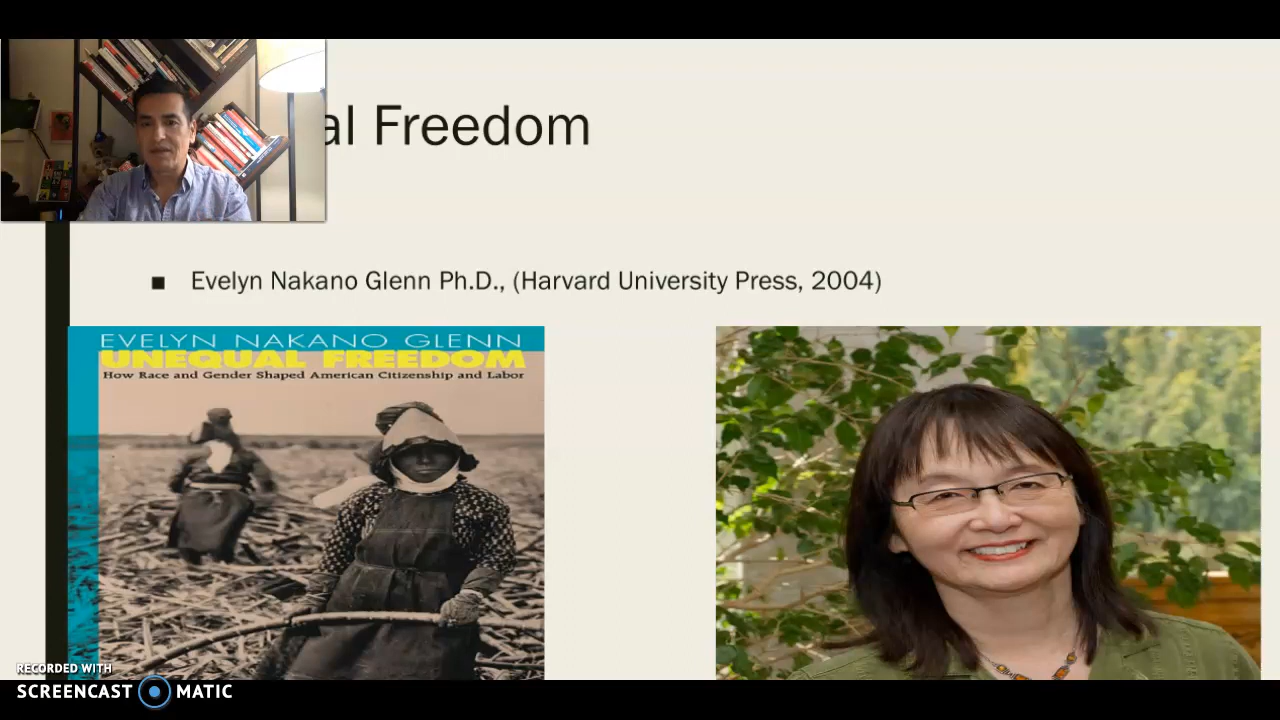 al Freedom
■ Evelyn Nakano Glenn Ph.D., (Harvard University Press, 2004)
EVELYN NAKANO GLENN
UNEQUAL FREEDOM
How Race and Gender Shaped American Citizenship and Labor
RECORDED WITH
SCREENCAST MATIC